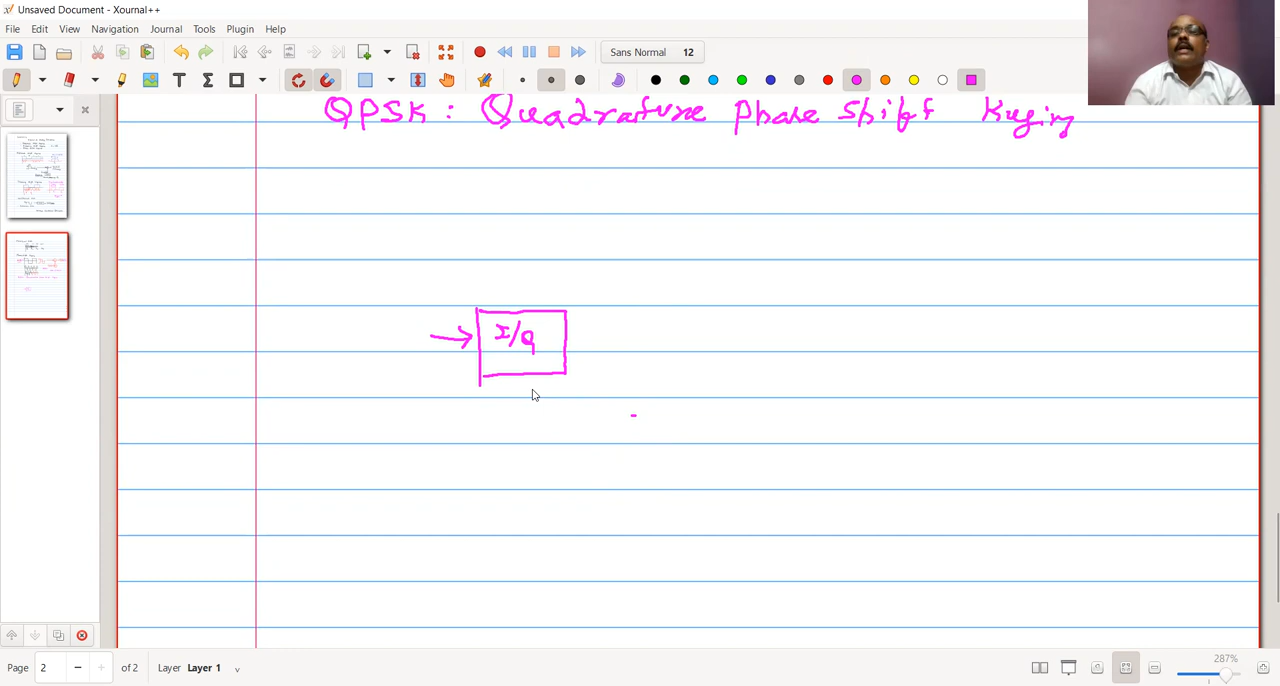 Unsaved Document - Xournal++
File Edit View Navigation Journal Tools Plugin Help
Sans Normal 12
QPSK : Quadrature Phase Shift Keying
I/Q
Page 2 of 2 Layer Layer 1
287%